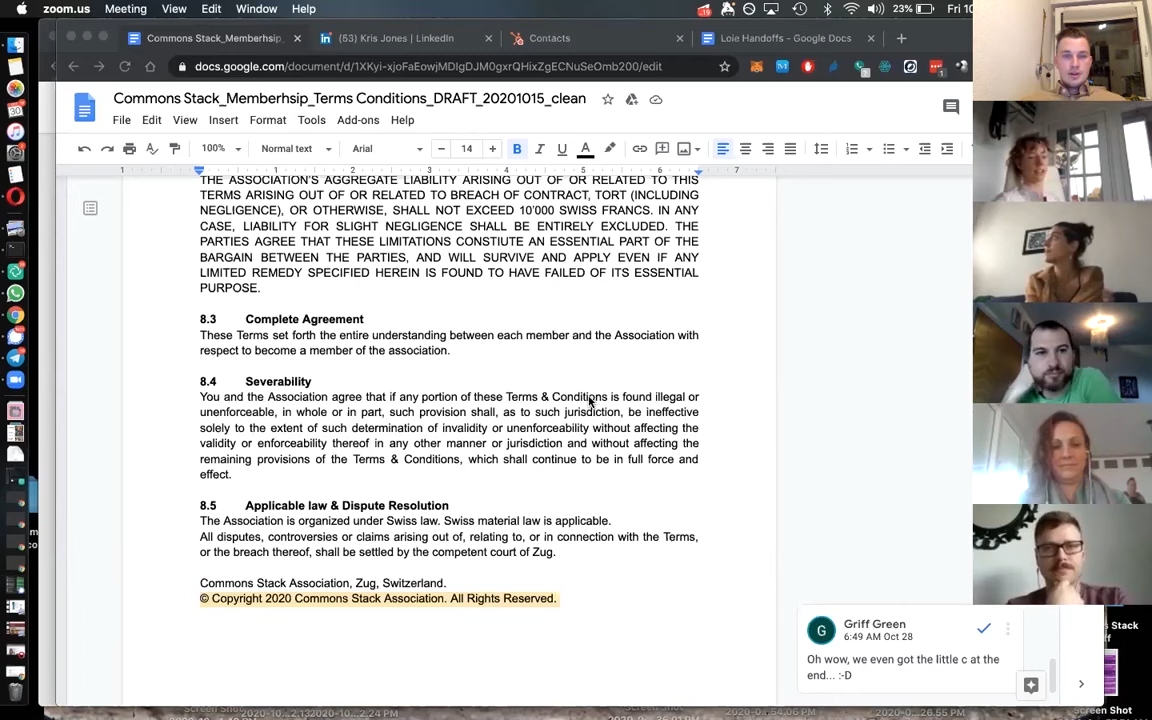 zoom.us Meeting View Edit Window Help 23% Fri 10
Commons Stack_Memberhsip_ (53) Kris Jones | LinkedIn Contacts Loie Handoffs - Google Docs
docs.google.com/document/d/1XKyi-xjoFaEowjMDIgDJM0gxrQHixZgECNuSeOmb200/edit
Commons Stack_Memberhsip_Terms Conditions_DRAFT_20201015_clean
File Edit View Insert Format Tools Add-ons Help
100% Normal text Arial 14 B I U A
1 1 2 3 4 5 6 7
THE ASSOCIATION'S AGGREGATE LIABILITY ARISING OUT OF OR RELATED TO THIS
TERMS ARISING OUT OF OR RELATED TO BREACH OF CONTRACT, TORT (INCLUDING
NEGLIGENCE), OR OTHERWISE, SHALL NOT EXCEED 10'000 SWISS FRANCS. IN ANY
CASE, LIABILITY FOR SLIGHT NEGLIGENCE SHALL BE ENTIRELY EXCLUDED. THE
PARTIES AGREE THAT THESE LIMITATIONS CONSTIUTE AN ESSENTIAL PART OF THE
BARGAIN BETWEEN THE PARTIES, AND WILL SURVIVE AND APPLY EVEN IF ANY
LIMITED REMEDY SPECIFIED HEREIN IS FOUND TO HAVE FAILED OF ITS ESSENTIAL
PURPOSE.
8.3 Complete Agreement
These Terms set forth the entire understanding between each member and the Association with
respect to become a member of the association.
8.4 Severability
You and the Association agree that if any portion of these Terms & Conditions is found illegal or
unenforceable, in whole or in part, such provision shall, as to such jurisdiction, be ineffective
solely to the extent of such determination of invalidity or unenforceability without affecting the
validity or enforceability thereof in any other manner or jurisdiction and without affecting the
remaining provisions of the Terms & Conditions, which shall continue to be in full force and
effect.
8.5 Applicable law & Dispute Resolution
The Association is organized under Swiss law. Swiss material law is applicable.
All disputes, controversies or claims arising out of, relating to, or in connection with the Terms,
or the breach thereof, shall be settled by the competent court of Zug.
Commons Stack Association, Zug, Switzerland.
© Copyright 2020 Commons Stack Association. All Rights Reserved.
G Griff Green
6:49 AM Oct 28
Oh wow, we even got the little c at the
end... :-D
Screen Shot